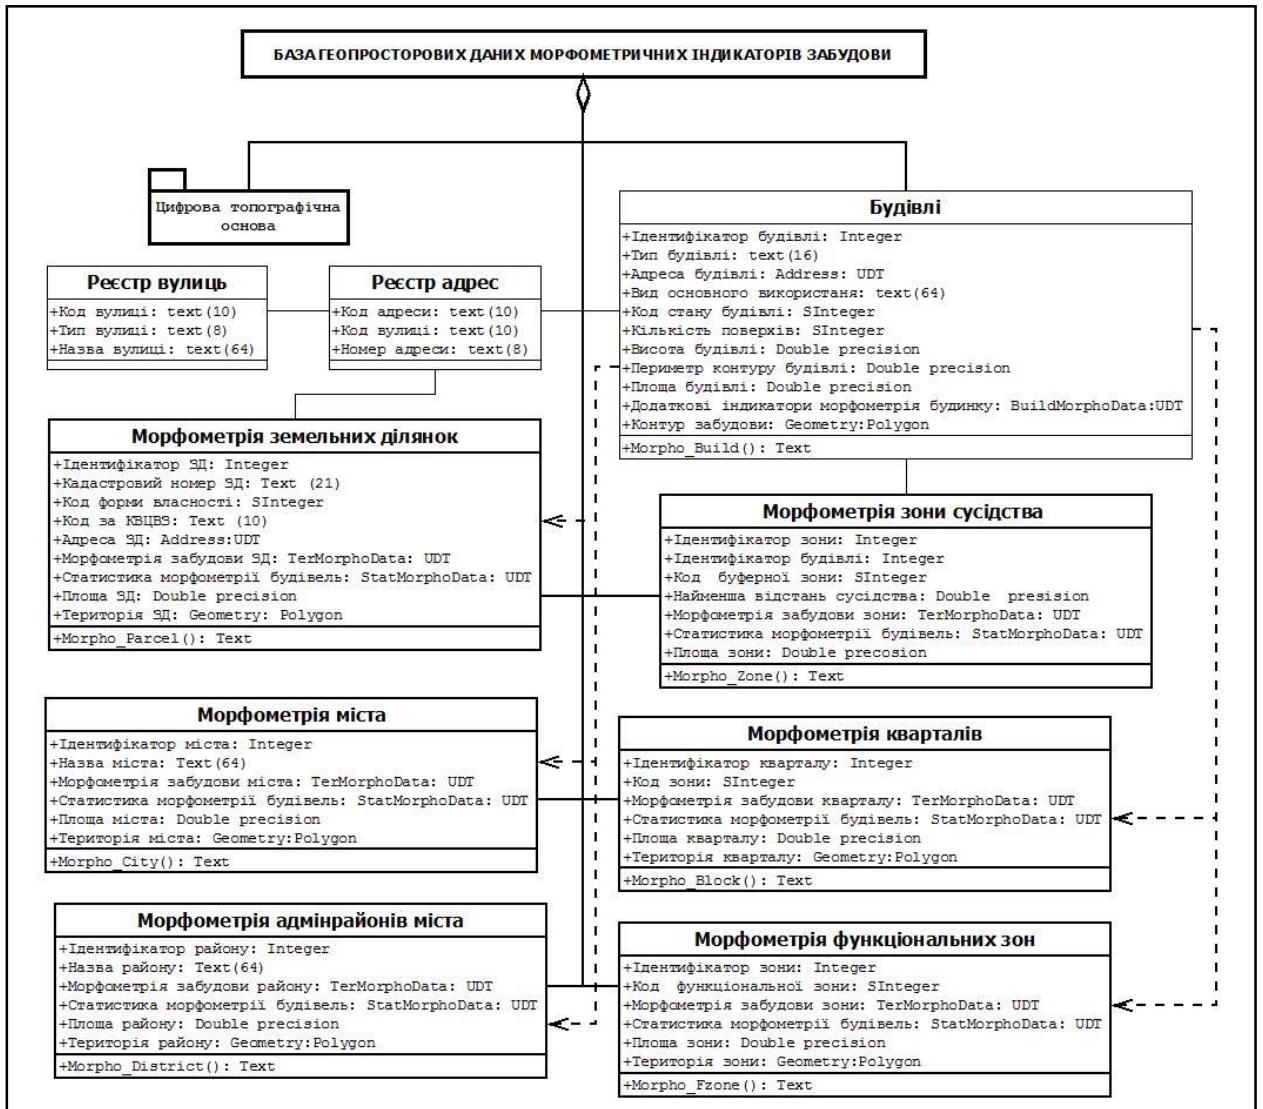 БАЗА ГЕОПРОСТОРОВИХ ДАНИХ МОРФОМЕТРИЧНИХ ІНДИКАТОРІВ ЗАБУДОВИ
Цифрова топографічна
основа
Будівлі
+Ідентифікатор будівлі: Integer
+Тип будівлі: text(16)
+Адреса будівлі: Address: UDT
+Вид основного використаня: text(64)
+Код стану будівлі: SInteger
+Кількість поверхів: SInteger
+Висота будівлі: Double precision
+Периметр контуру будівлі: Double precision
+Площа будівлі: Double precision
+Додаткові індикатори морфометрія будинку: BuildMorphoData:UDT
+Контур забудови: Geometry:Polygon
+Morpho_Build(): Text
Реєстр вулиць
+Код вулиці: text(10)
+Тип вулиці: text(8)
+Назва вулиці: text(64)
Реєстр адрес
+Код адреси: text(10)
+Код вулиці: text(10)
+Номер адреси: text(8)
Морфометрія земельних ділянок
+Ідентифікатор ЗД: Integer
+Кадастровий номер ЗД: Text (21)
+Код форми власності: SInteger
+Код за КВЦВЗ: Text (10)
+Адреса ЗД: Address:UDT
+Морфометрія забудови ЗД: TerMorphoData: UDT
+Статистика морфометрії будівель: StatMorphoData: UDT
+Площа ЗД: Double precision
+Територія ЗД: Geometry: Polygon
+Morpho_Parcel(): Text
Морфометрія зони сусідства
+Ідентифікатор зони: Integer
+Ідентифікатор будівлі: Integer
+Код буферної зони: SInteger
+Найменша відстань сусідства: Double presision
+Морфометрія забудови зони: TerMorphoData: UDT
+Статистика морфометрії будівель: StatMorphoData: UDT
+Площа зони: Double precosion
+Morpho_Zone(): Text
Морфометрія міста
+Ідентифікатор міста: Integer
+Назва міста: Text(64)
+Морфометрія забудови міста: TerMorphoData: UDT
+Статистика морфометрії будівель: StatMorphoData: UDT
+Площа міста: Double precision
+Територія міста: Geometry:Polygon
+Morpho_City(): Text
Морфометрія кварталів
+Ідентифікатор кварталу: Integer
+Код зони: SInteger
+Морфометрія забудови кварталу: TerMorphoData: UDT
+Статистика морфометрії будівель: StatMorphoData: UDT
+Площа кварталу: Double precision
+Територія кварталу: Geometry:Polygon
+Morpho_Block(): Text
Морфометрія адмінрайонів міста
+Ідентифікатор району: Integer
+Назва району: Text(64)
+Морфометрія забудови району: TerMorphoData: UDT
+Статистика морфометрії будівель: StatMorphoData: UDT
+Площа району: Double precision
+Територія району: Geometry:Polygon
+Morpho_District(): Text
Морфометрія функціональних зон
+Ідентифікатор зони: Integer
+Код функціональної зони: SInteger
+Морфометрія забудови зони: TerMorphoData: UDT
+Статистика морфометрії будівель: StatMorphoData: UDT
+Площа зони: Double precision
+Територія зони: Geometry:Polygon
+Morpho_Fzone(): Text